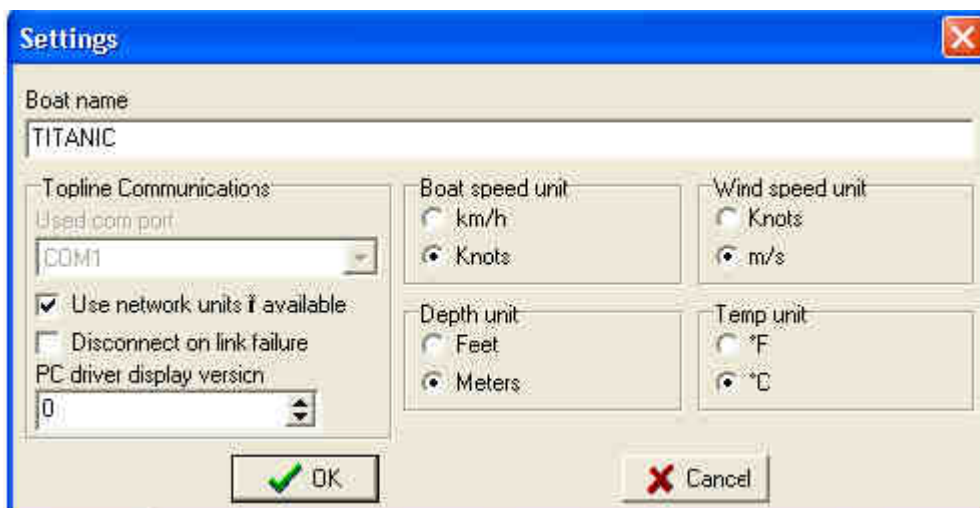 Settings
Boat name
TITANIC
Topline Communications
Used com port
COM1
Use network units if available
Disconnect on link failure
PC driver display version
0
Boat speed unit
km/h
Knots
Wind speed unit
Knots
m/s
Depth unit
Feet
Meters
Temp unit
°F
°C
OK
Cancel